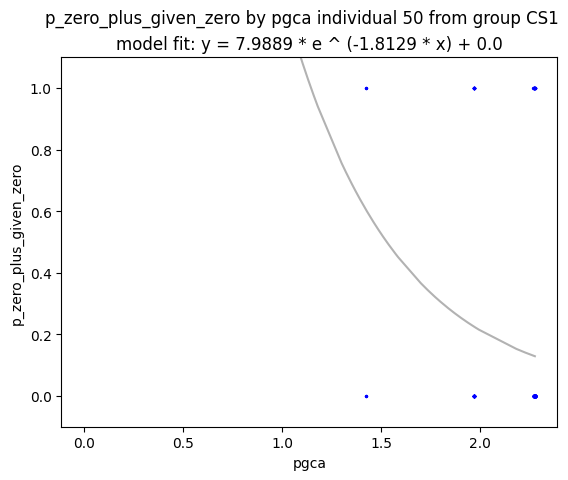 p_zero_plus_given_zero by pgca individual 50 from group CS1
model fit: y = 7.9889 * e ^ (-1.8129 * x) + 0.0
1.0
0.8
0.6
0.4
0.2
0.0
p_zero_plus_given_zero
0.0 0.5 1.0 1.5 2.0
pgca